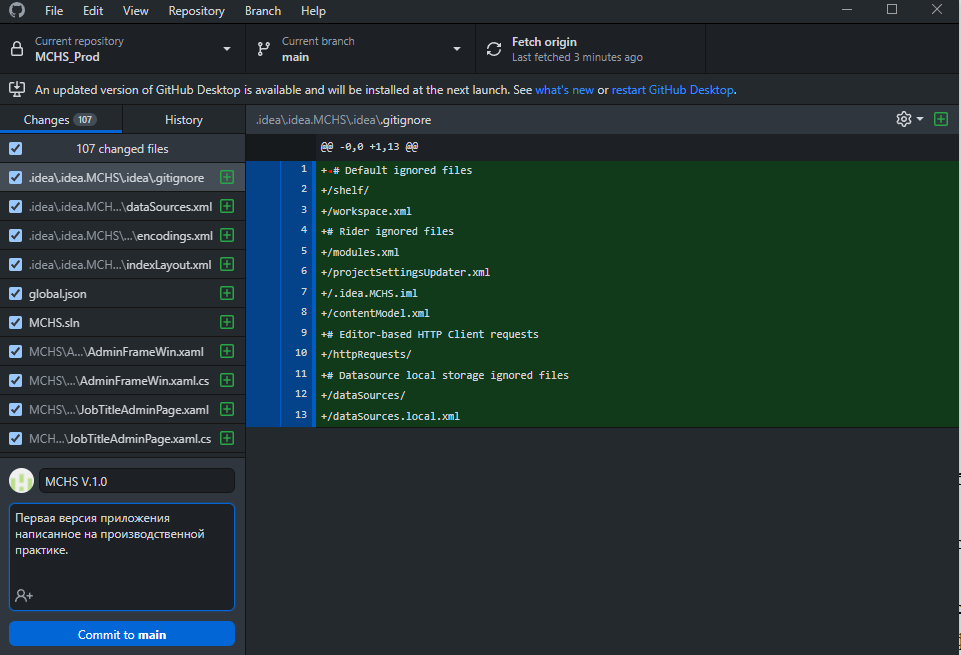 File Edit View Repository Branch Help
Current repository
MCHS_Prod
Current branch
main
Fetch origin
Last fetched 3 minutes ago
An updated version of GitHub Desktop is available and will be installed at the next launch. See what's new or restart GitHub Desktop.
Changes 107 History
.idea\.idea.MCHS\idea\.gitignore
107 changed files
.idea\.idea.MCHS\idea\.gitignore
.idea\.idea.MCH...\dataSources.xml
.idea\.idea.MCHS\...\encodings.xml
.idea\.idea.MCH...\indexLayout.xml
global.json
MCHS.sln
MCHS\A...\AdminFrameWin.xaml
MCHS\...\AdminFrameWin.xaml.cs
MCHS\...\JobTitleAdminPage.xaml
MCH...\JobTitleAdminPage.xaml.cs
@@ -0,0 +1,13 @@
1 +# Default ignored files
2 +/shelf/
3 +/workspace.xml
4 +# Rider ignored files
5 +/modules.xml
6 +/projectSettingsUpdater.xml
7 +/.idea.MCHS.iml
8 +/contentModel.xml
9 +# Editor-based HTTP Client requests
10 +/httpRequests/
11 +# Datasource local storage ignored files
12 +/dataSources/
13 +/dataSources.local.xml
MCHS V.1.0
Первая версия приложения
написанное на производственной
практике.
Commit to main